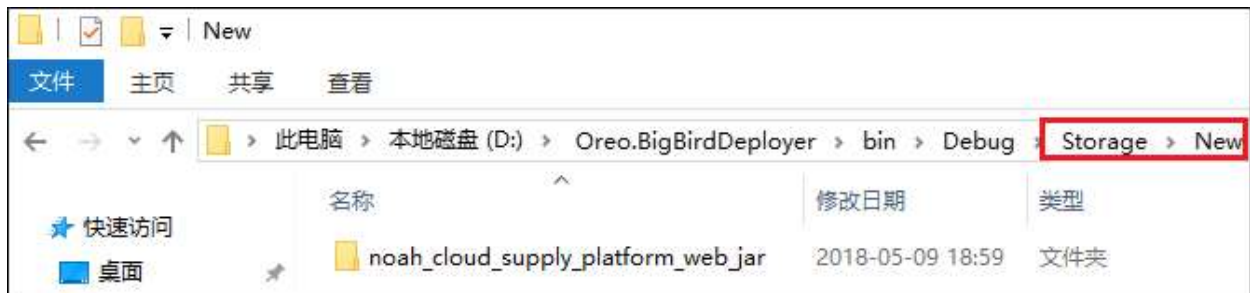 New
文件 主页 共享 查看
此电脑 › 本地磁盘 (D:) › Oreo.BigBirdDeployer › bin › Debug › Storage › New
名称 修改日期 类型
快速访问
noah_cloud_supply_platform_web_jar 2018-05-09 18:59 文件夹
桌面